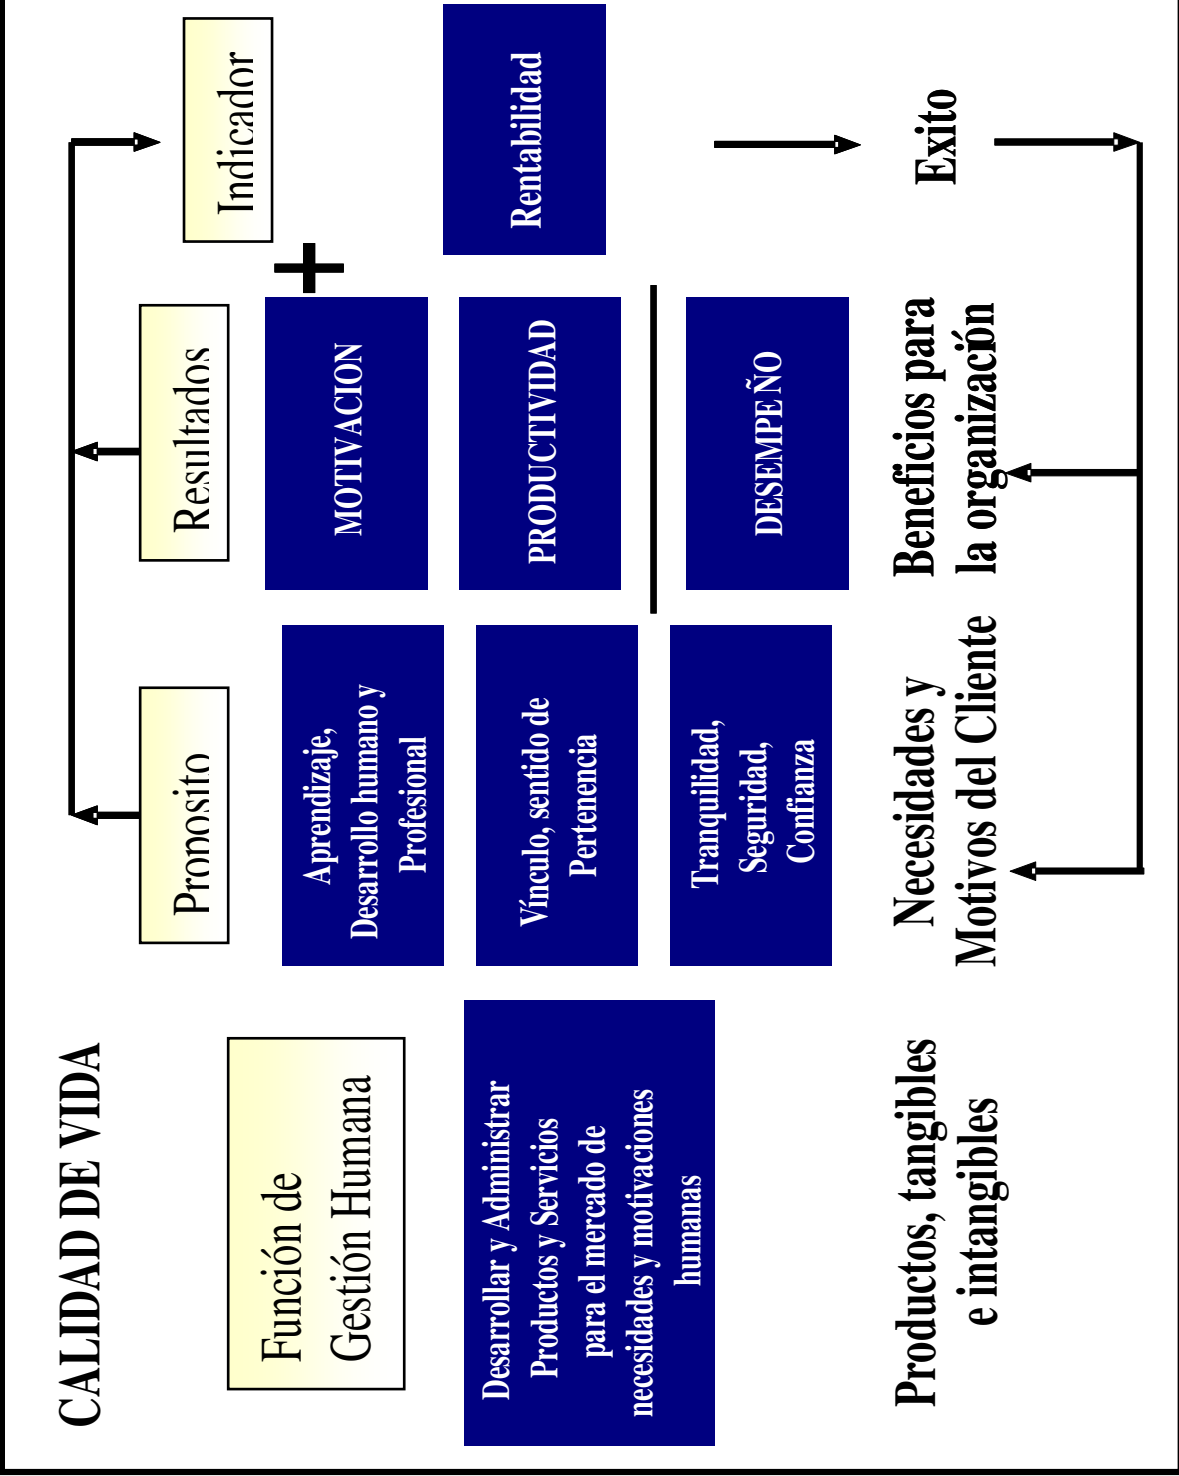 CALIDAD DE VIDA
Función de
Gestión Humana
Proposito
Resultados
Indicador
Desarrollar y Administrar
Productos y Servicios
para el mercado de
necesidades y motivaciones
humanas
Aprendizaje,
Desarrollo humano y
Profesional
Vínculo, sentido de
Pertenencia
Tranquilidad,
Seguridad,
Confianza
MOTIVACION
+
PRODUCTIVIDAD
DESEMPEÑO
Rentabilidad
Productos, tangibles
e intangibles
Necesidades y
Motivos del Cliente
Beneficios para
la organización
Exito